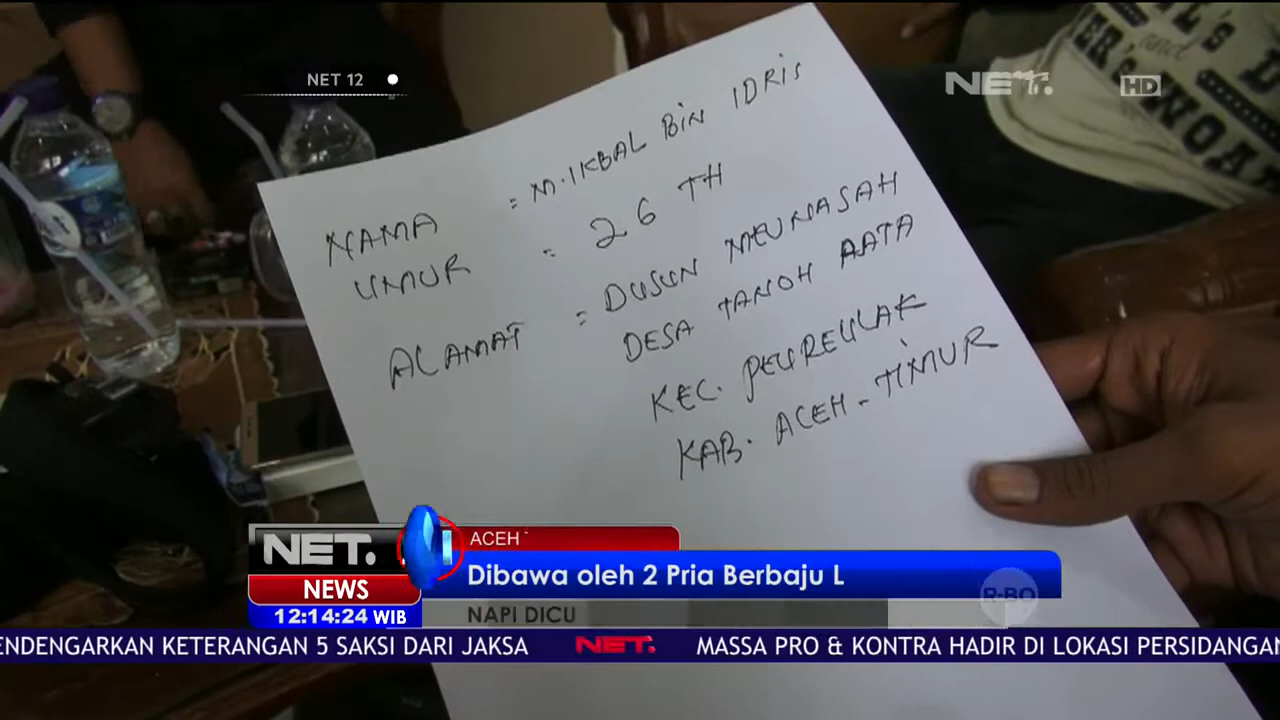 NET 12
NET.
HD
NAMA : M. IKBAL BIN IDRIS
UMUR : 26 TH
ALAMAT : DUSUN MEUNASAH
DESA TANOH RATA
KEC. PEUREULAK
KAB. ACEH - TIMUR
NET.
NEWS
12:14:24 WIB
ACEH
Dibawa oleh 2 Pria Berbaju L
NAPI DICU
R-BO
ENDENGARKAN KETERANGAN 5 SAKSI DARI JAKSA NET. MASSA PRO & KONTRA HADIR DI LOKASI PERSIDANGAN